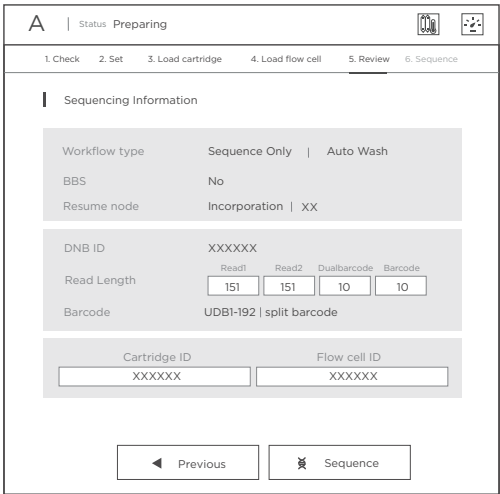 A | Status Preparing
1. Check 2. Set 3. Load cartridge 4. Load flow cell 5. Review 6. Sequence
Sequencing Information
Workflow type Sequence Only | Auto Wash
BBS No
Resume node Incorporation | XX
DNB ID XXXXXX
Read1 Read2 Dualbarcode Barcode
Read Length 151 151 10 10
Barcode UDB1-192 | split barcode
Cartridge ID Flow cell ID
XXXXXX XXXXXX
Previous Sequence